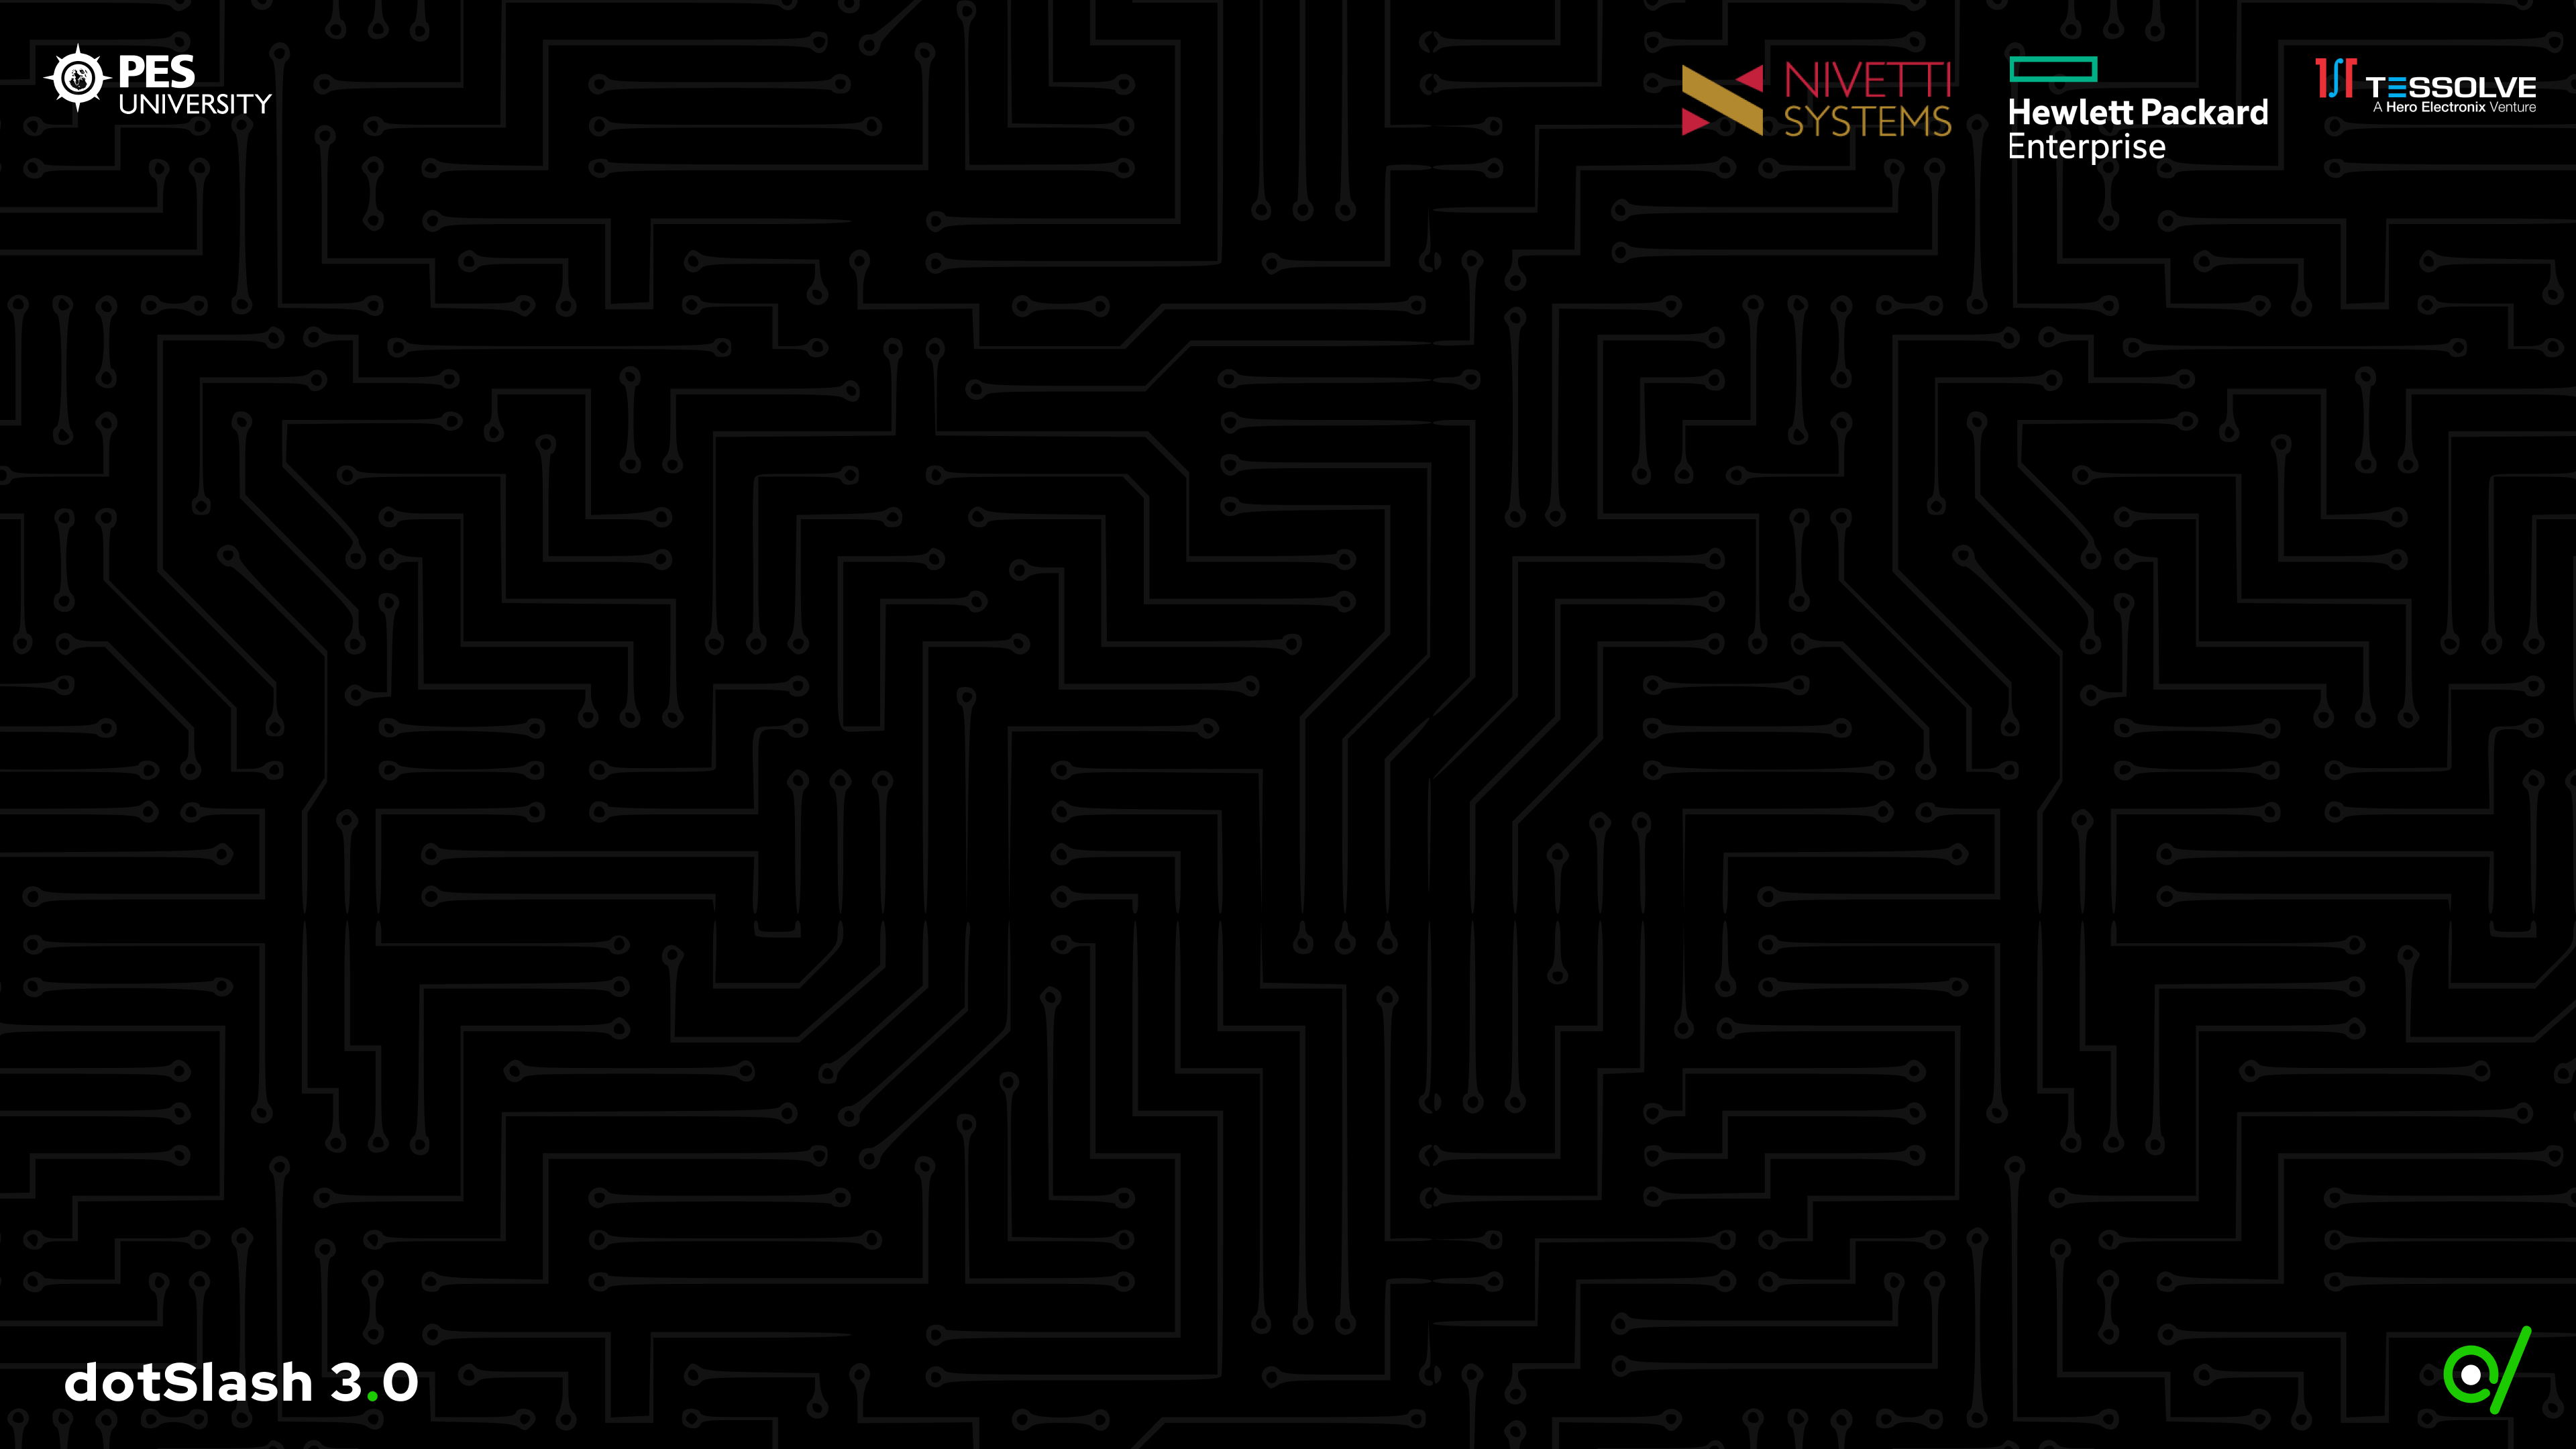 PES
UNIVERSITY
NIVETTI
SYSTEMS
Hewlett Packard
Enterprise
TESSOLVE
A Hero Electronix Venture
dotSlash 3.0